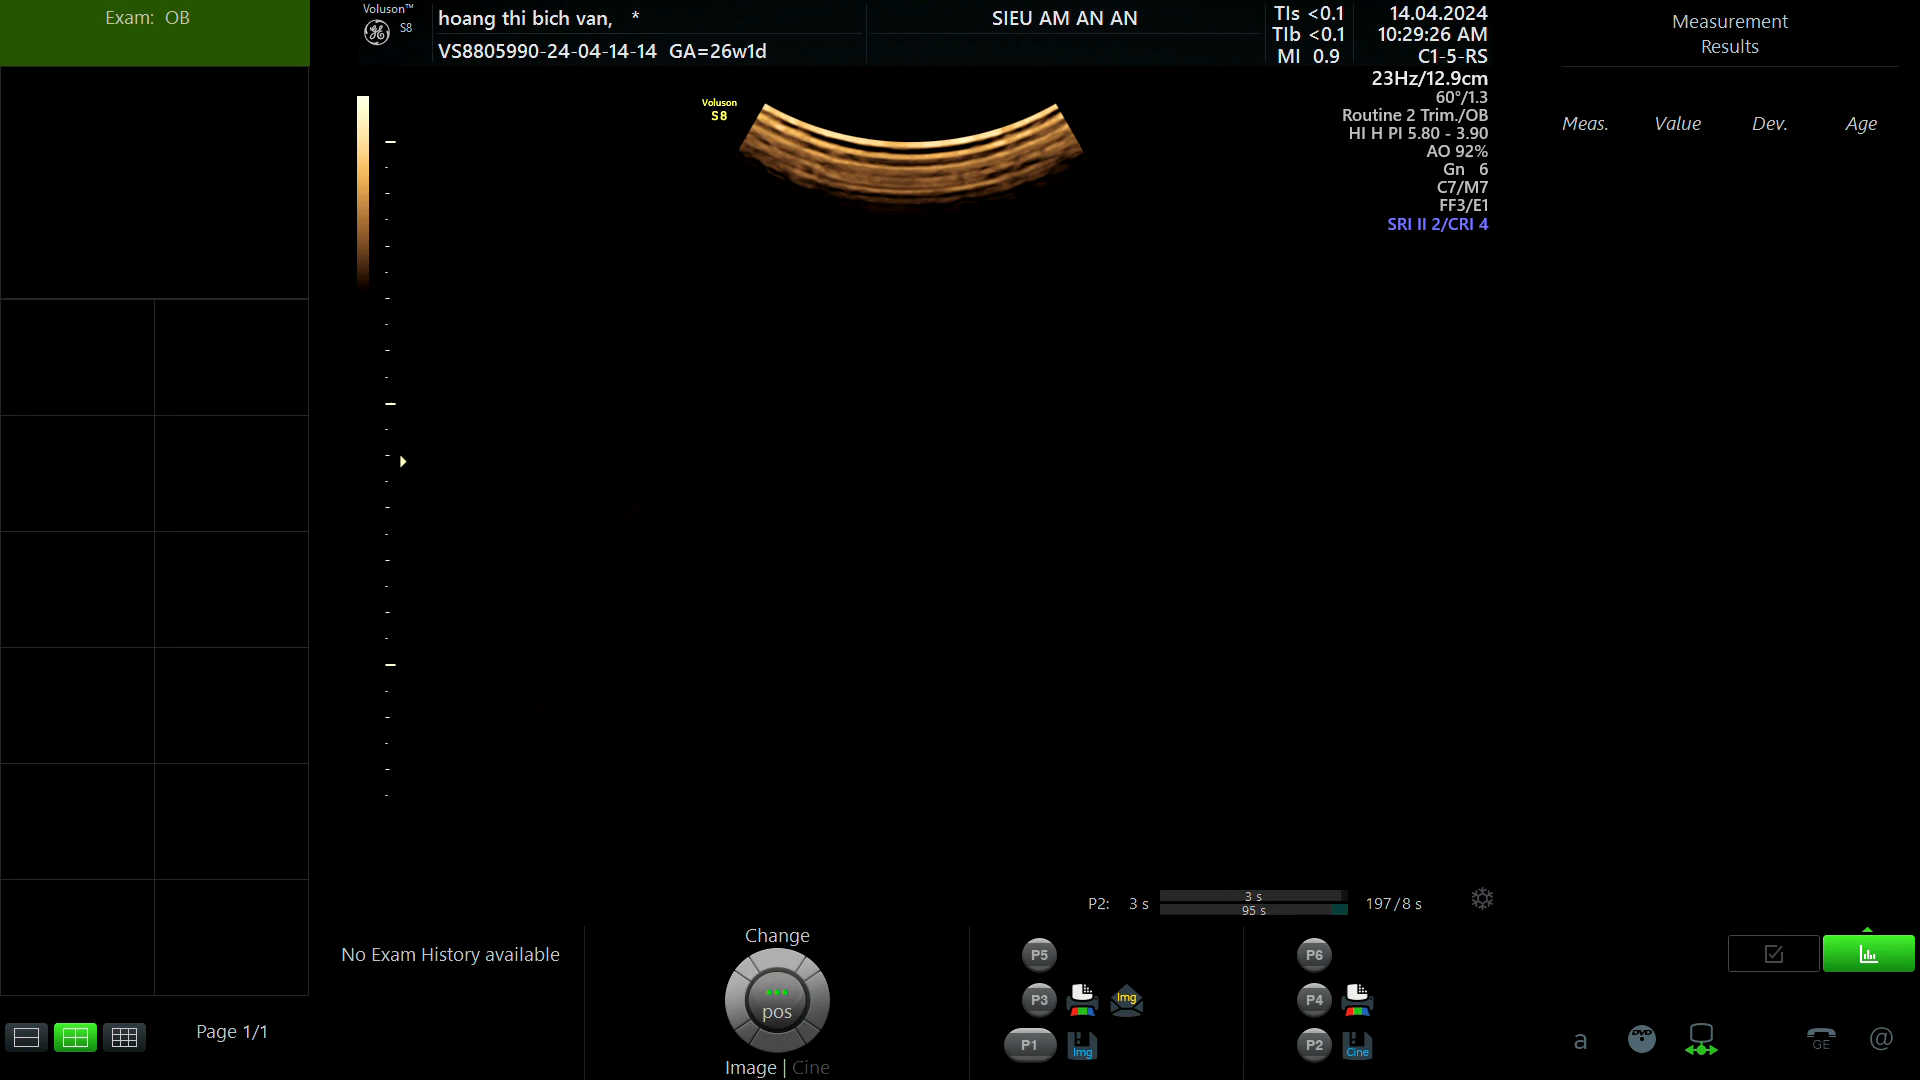 Exam: OB
Voluson™
S8
hoang thi bich van, *
VS8805990-24-04-14-14 GA=26w1d
SIEU AM AN AN
TIs <0.1
TIb <0.1
MI 0.9
14.04.2024
10:29:26 AM
C1-5-RS
23Hz/12.9cm
60°/1.3
Routine 2 Trim./OB
HI H PI 5.80 - 3.90
AO 92%
Gn 6
C7/M7
FF3/E1
SRI II 2/CRI 4
Voluson
S8
Measurement
Results
Meas. Value Dev. Age
P2: 3 s
3 s
95 s
197/8 s
No Exam History available
Change
pos
Image | Cine
P5
P3
Img
P1
Img
P6
P4
P2
Cine
Page 1/1
a
DVD
GE
@